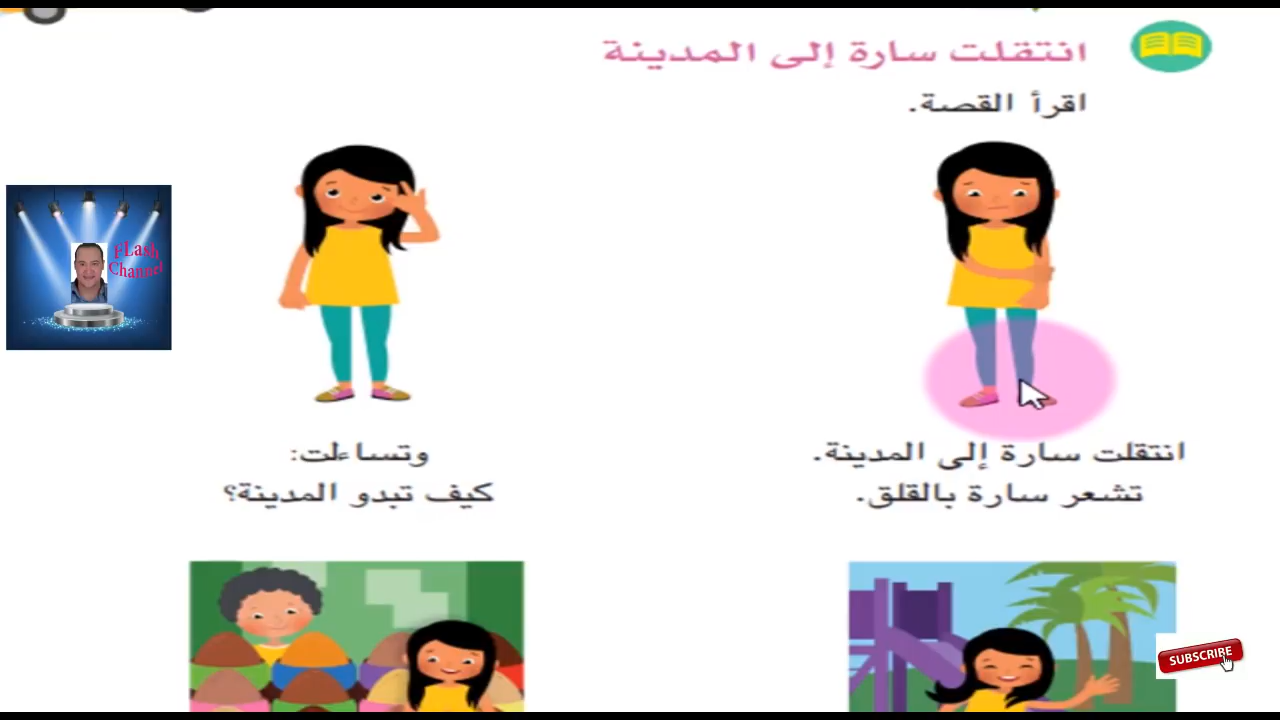 انتقلت سارة إلى المدينة
اقرأ القصة.
انتقلت سارة إلى المدينة.
تشعر سارة بالقلق.
وتساءلت:
كيف تبدو المدينة؟
FLash
Channel
SUBSCRIBE